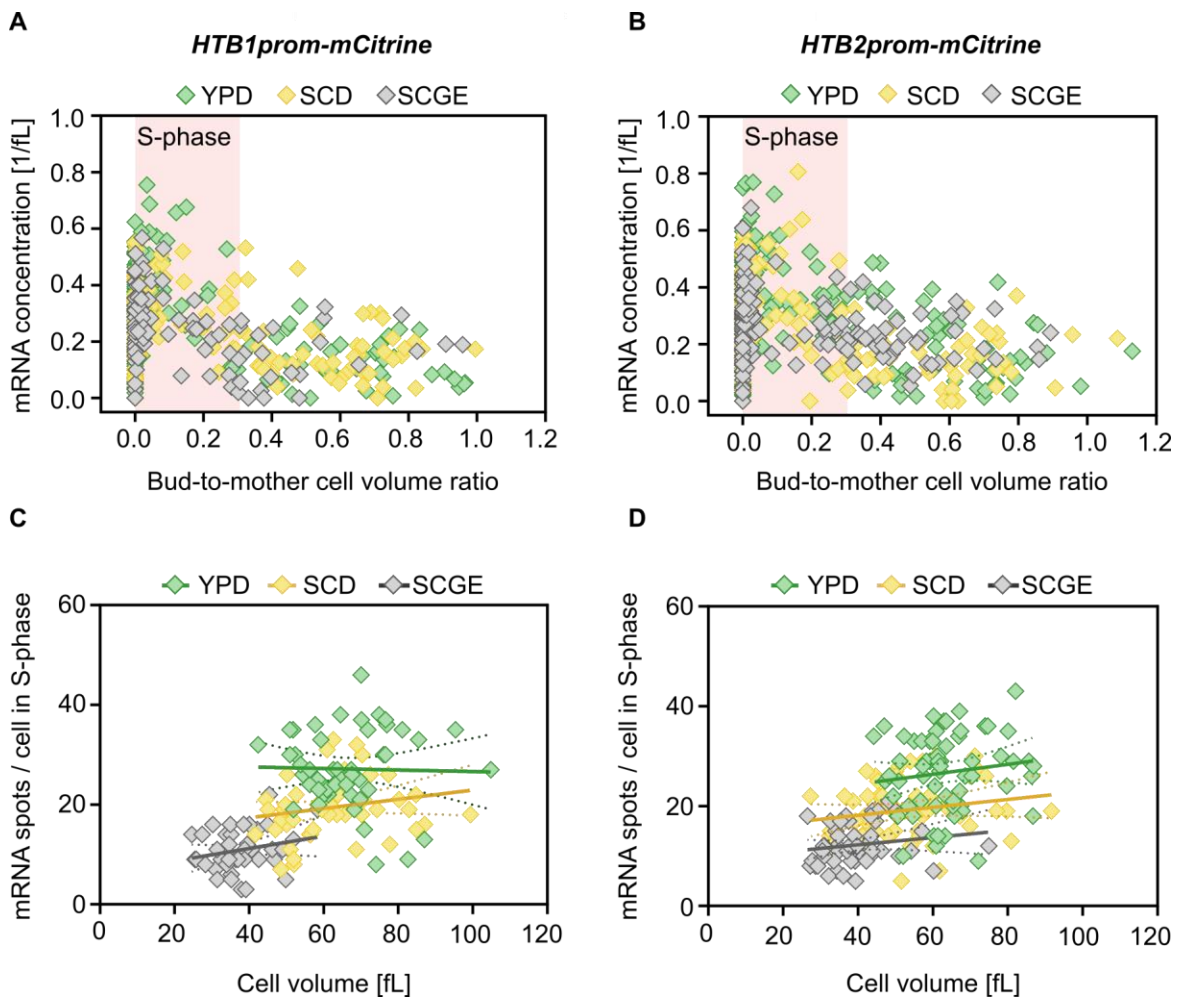 A
HTB1prom-mCitrine
YPD SCD SCGE
mRNA concentration [1/fL]
1.0
0.8
0.6
0.4
0.2
0.0
S-phase
0.0 0.2 0.4 0.6 0.8 1.0 1.2
Bud-to-mother cell volume ratio
B
HTB2prom-mCitrine
YPD SCD SCGE
mRNA concentration [1/fL]
1.0
0.8
0.6
0.4
0.2
0.0
S-phase
0.0 0.2 0.4 0.6 0.8 1.0 1.2
Bud-to-mother cell volume ratio
C
YPD SCD SCGE
mRNA spots / cell in S-phase
60
40
20
0
0 20 40 60 80 100 120
Cell volume [fL]
D
YPD SCD SCGE
mRNA spots / cell in S-phase
60
40
20
0
0 20 40 60 80 100 120
Cell volume [fL]